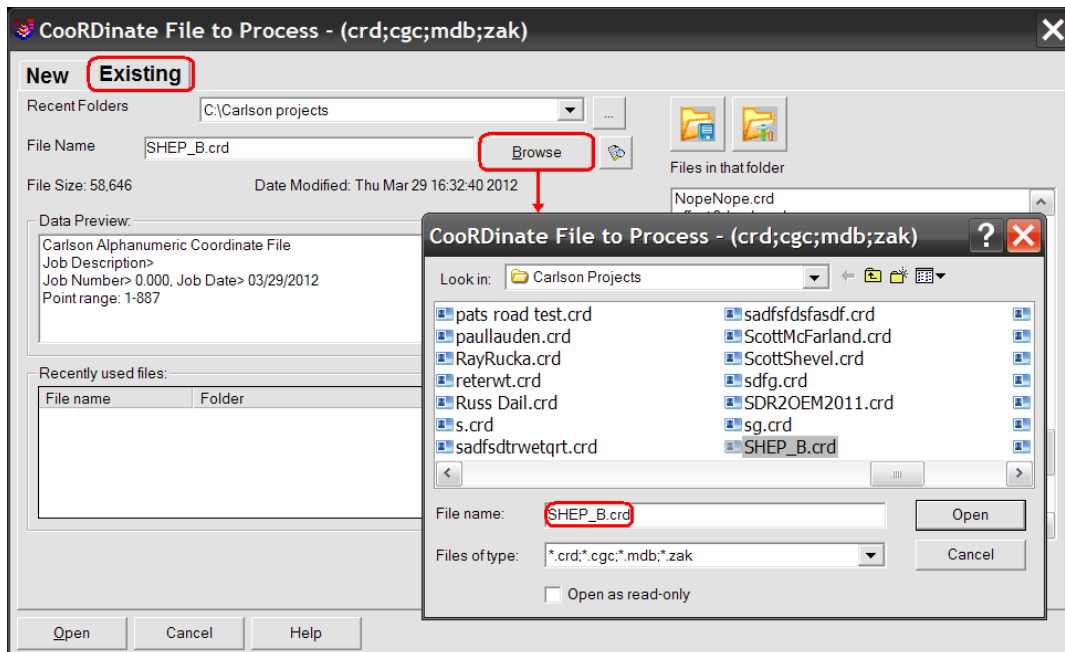 CooRDinate File to Process - (crd;cgc;mdb;zak)
New Existing
Recent Folders C:\Carlson projects ...
File Name SHEP_B.crd Browse
File Size: 58,646 Date Modified: Thu Mar 29 16:32:40 2012
Files in that folder
NopeNope.crd
Data Preview:
Carlson Alphanumeric Coordinate File
Job Description>
Job Number> 0.000, Job Date> 03/29/2012
Point range: 1-887
Recently used files:
File name Folder
CooRDinate File to Process - (crd;cgc;mdb;zak) ?
Look in: Carlson Projects
pats road test.crd sadfsfdsfasdf.crd
paullauden.crd ScottMcFarland.crd
RayRucka.crd ScottShevel.crd
reterwt.crd sdfg.crd
Russ Dail.crd SDR2OEM2011.crd
s.crd sg.crd
sadfsdtrwetqrt.crd SHEP_B.crd
File name: SHEP_B.crd Open
Files of type: *.crd;*.cgc;*.mdb;*.zak Cancel
Open as read-only
Open Cancel Help